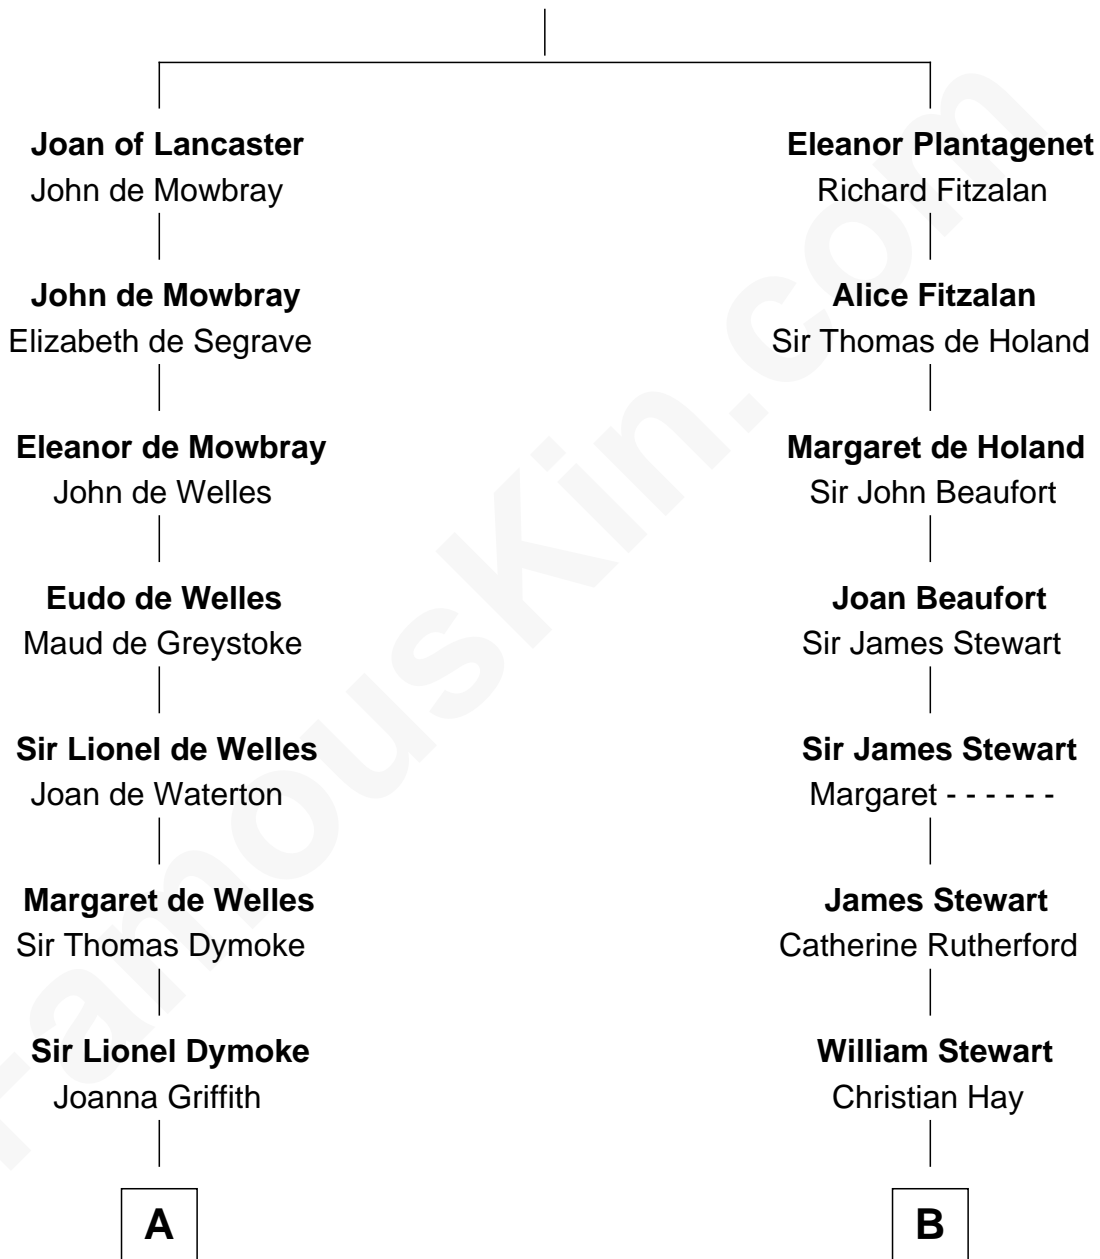 Joan of Lancaster
John de Mowbray
John de Mowbray
Elizabeth de Segrave
Eleanor de Mowbray
John de Welles
Eudo de Welles
Maud de Greystoke
Sir Lionel de Welles
Joan de Waterton
Margaret de Welles
Sir Thomas Dymoke
Sir Lionel Dymoke
Joanna Griffith
A
Eleanor Plantagenet
Richard Fitzalan
Alice Fitzalan
Sir Thomas de Holand
Margaret de Holand
Sir John Beaufort
Joan Beaufort
Sir James Stewart
Sir James Stewart
Margaret - - - - - -
James Stewart
Catherine Rutherford
William Stewart
Christian Hay
B
FamousKin.com